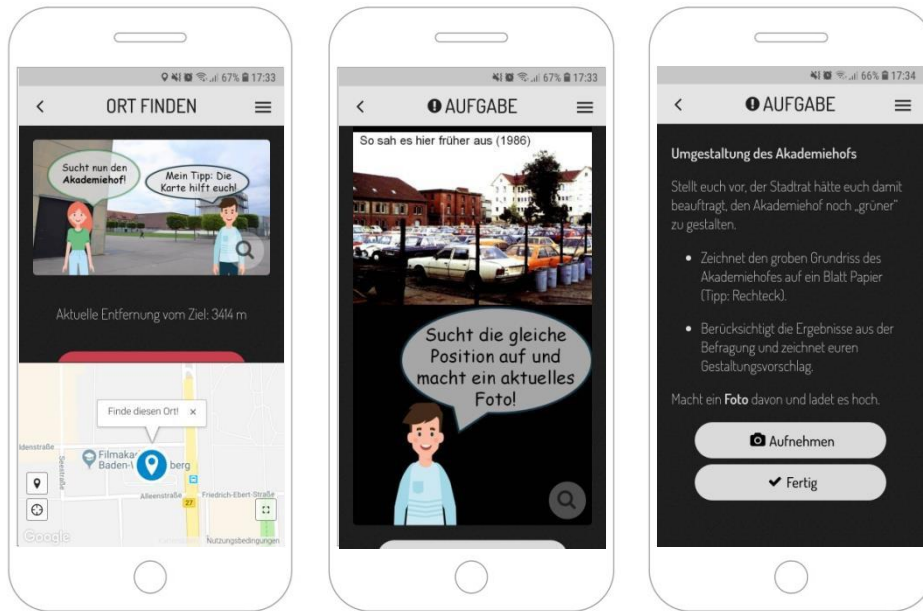 67% 17:33
ORT FINDEN
Sucht nun den
Akademiehof!
Mein Tipp: Die
Karte hilft euch!
Aktuelle Entfernung vom Ziel: 3414 m
Finde diesen Ort! ×
Seestraße
Filmaka
Baden-W berg
Alleenstraße
Friedrich-Ebert-Straße
27
Google
Nutzungsbedingungen
67% 17:33
AUFGABE
So sah es hier früher aus (1986)
Sucht die gleiche
Position auf und
macht ein aktuelles
Foto!
66% 17:34
AUFGABE
Umgestaltung des Akademiehofs
Stellt euch vor, der Stadtrat hätte euch damit
beauftragt, den Akademiehof noch „grüner“
zu gestalten.
• Zeichnet den groben Grundriss des
Akademiehofes auf ein Blatt Papier
(Tipp: Rechteck).
• Berücksichtigt die Ergebnisse aus der
Befragung und zeichnet euren
Gestaltungsvorschlag.
Macht ein Foto davon und ladet es hoch.
Aufnehmen
Fertig